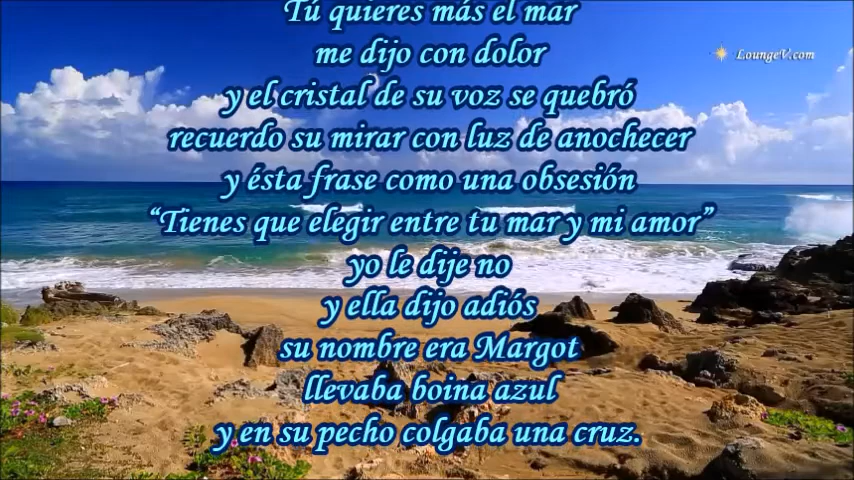 Tú quieres más el mar
me dijo con dolor
LoungeV.com
y el cristal de su voz se quebró
recuerdo su mirar con luz de anochecer
y ésta frase como una obsesión
“Tienes que elegir entre tu mar y mi amor”
yo le dije no
y ella dijo adiós
su nombre era Margot
llevaba boina azul
y en su pecho colgaba una cruz.